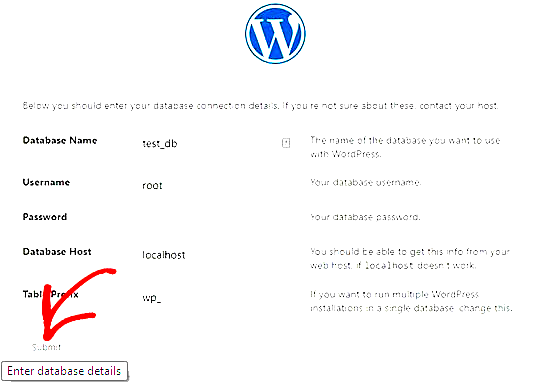 Below you should enter your database connection details. If you're not sure about these, contact your host.
Database Name test_db The name of the database you want to use
with WordPress.
Username root Your database username.
Password Your database password.
Database Host localhost You should be able to get this info from your
web host, if localhost doesn't work.
Table Prefix wp_ If you want to run multiple WordPress
installations in a single database, change this.
Submit
Enter database details